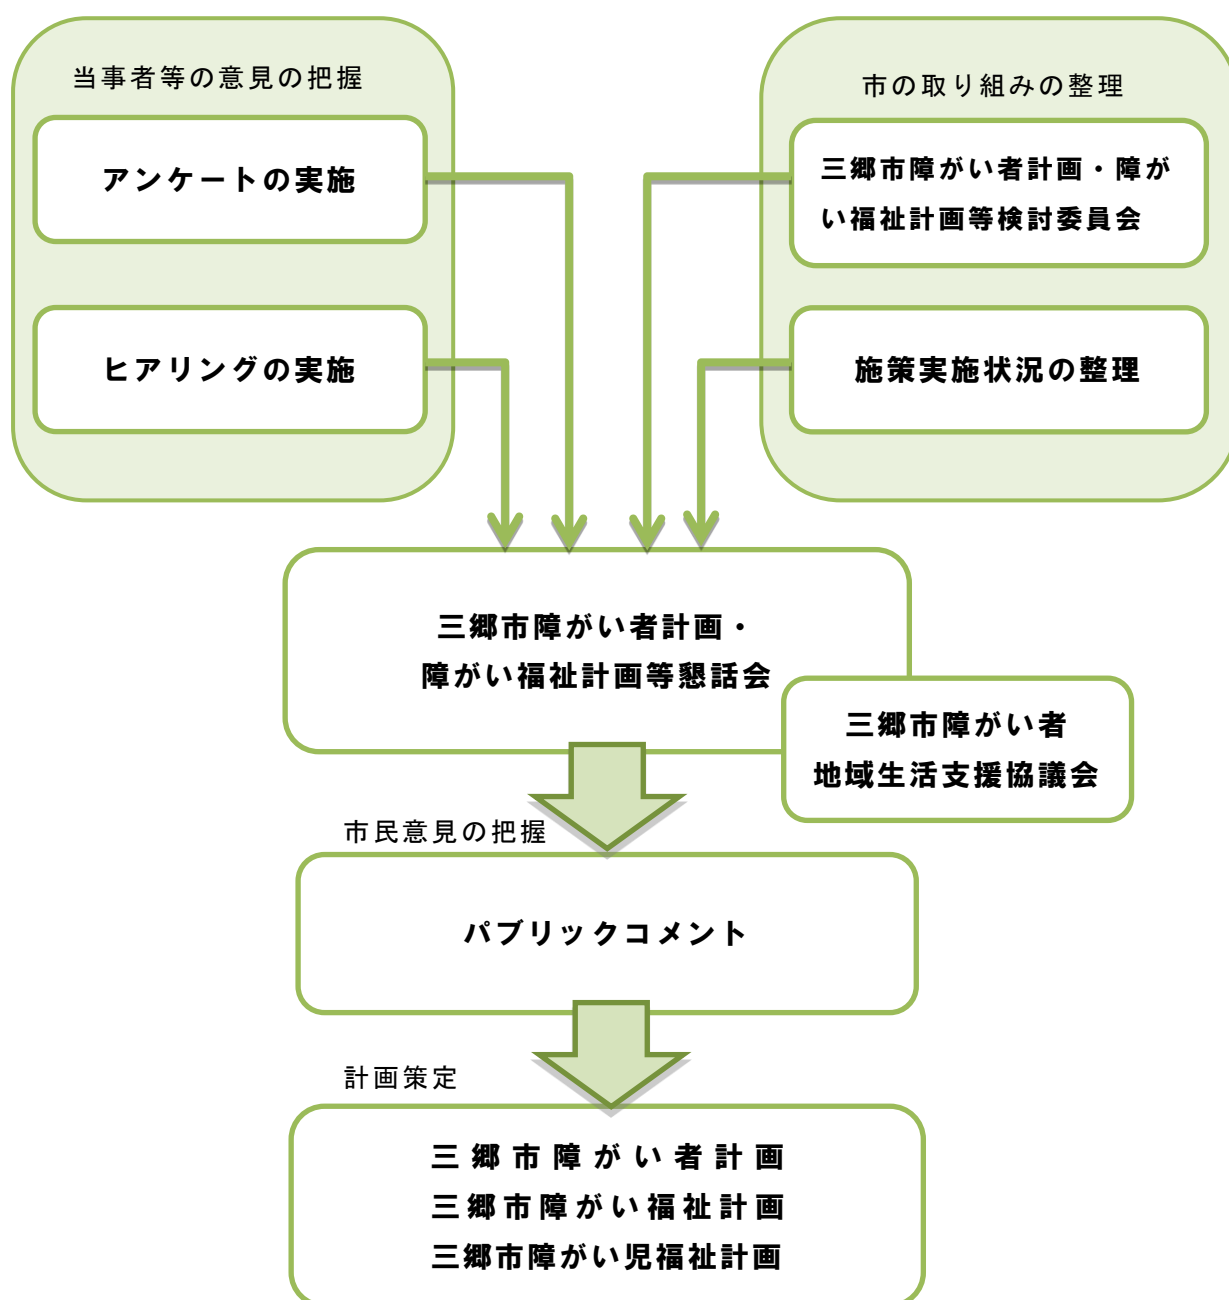 当事者等の意見の把握
アンケートの実施
ヒアリングの実施
市の取り組みの整理
三郷市障がい者計画・障が
い福祉計画等検討委員会
施策実施状況の整理
三郷市障がい者計画・
障がい福祉計画等懇話会
三郷市障がい者
地域生活支援協議会
市民意見の把握
パブリックコメント
計画策定
三郷市障がい者計画
三郷市障がい福祉計画
三郷市障がい児福祉計画